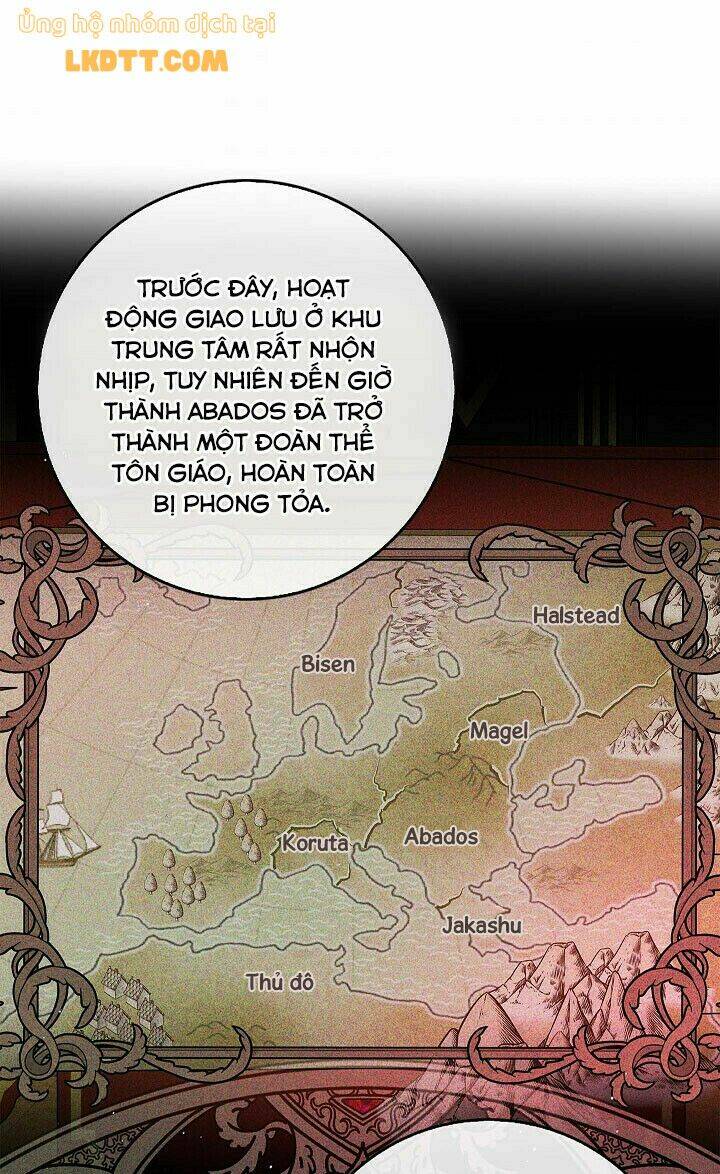 Ủng hộ nhóm dịch tại
LKDTT.COM
TRƯỚC ĐÂY, HOẠT
ĐỘNG GIAO LƯU Ở KHU
TRUNG TÂM RẤT NHỘN
NHỊP, TUY NHIÊN ĐẾN GIỜ
THÀNH ABADOS ĐÃ TRỞ
THÀNH MỘT ĐOÀN THỂ
TÔN GIÁO, HOÀN TOÀN
BỊ PHONG TỎA.
Halstead
Bisen
Magel
Abados
Koruta
Jakashu
Thủ đô